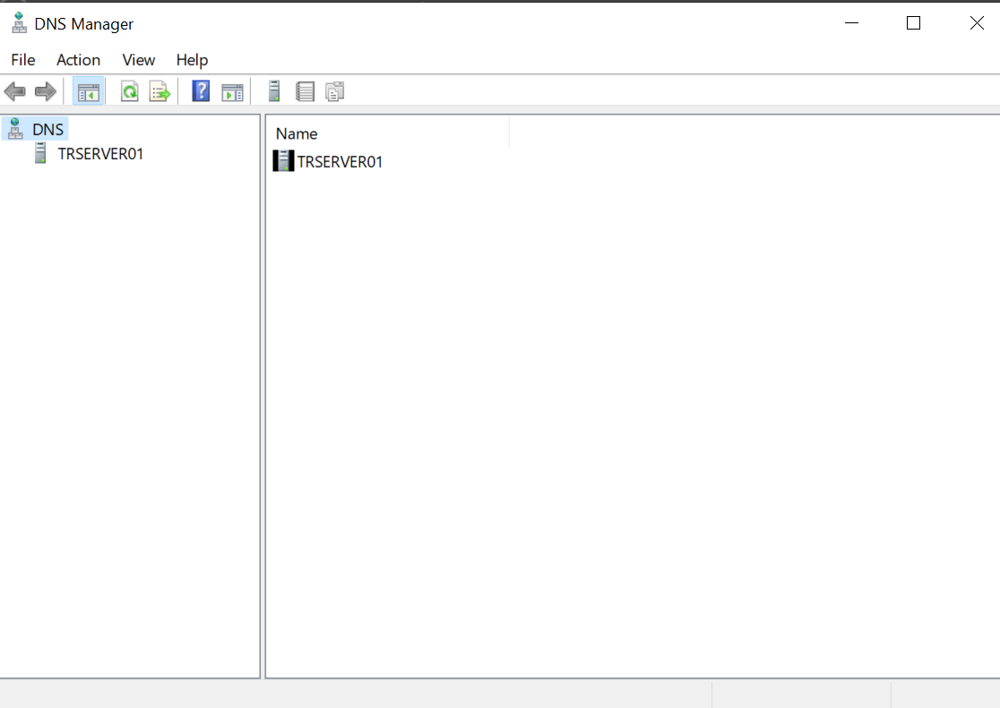 DNS Manager
File Action View Help
DNS
TRSERVER01
Name
TRSERVER01